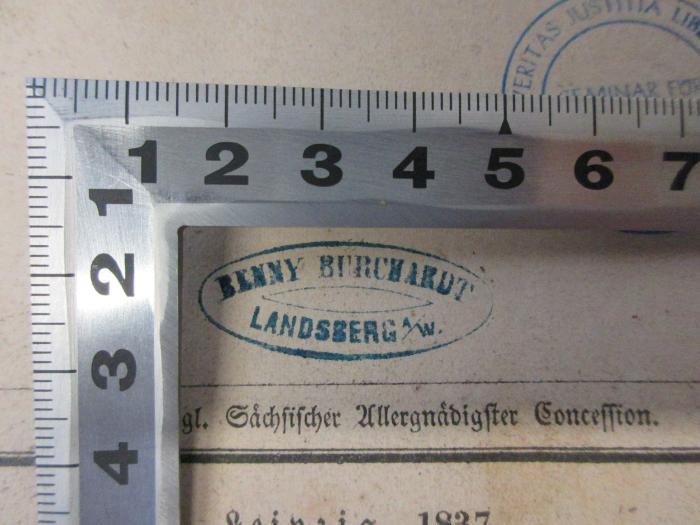 VERITAS JUSTITIA LIB
SEMINAR FÜR
1 2 3 4 5 6 7
1
2
3
4
BENNY BURCHARDT
LANDSBERG a/W.
gl. Sächsischer Allergnädigster Concession.
Leipzig, 1837